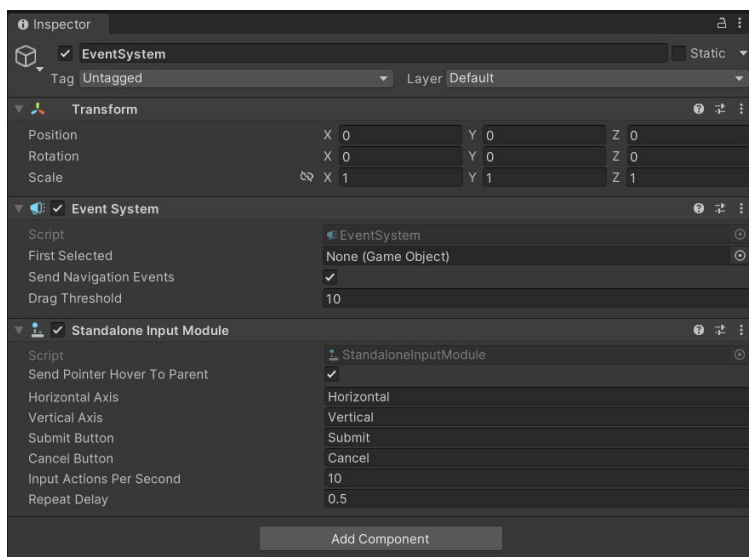 Inspector
EventSystem Static
Tag Untagged Layer Default
Transform
Position X 0 Y 0 Z 0
Rotation X 0 Y 0 Z 0
Scale X 1 Y 1 Z 1
Event System
Script EventSystem
First Selected None (Game Object)
Send Navigation Events
Drag Threshold 10
Standalone Input Module
Script StandaloneInputModule
Send Pointer Hover To Parent
Horizontal Axis Horizontal
Vertical Axis Vertical
Submit Button Submit
Cancel Button Cancel
Input Actions Per Second 10
Repeat Delay 0.5
Add Component